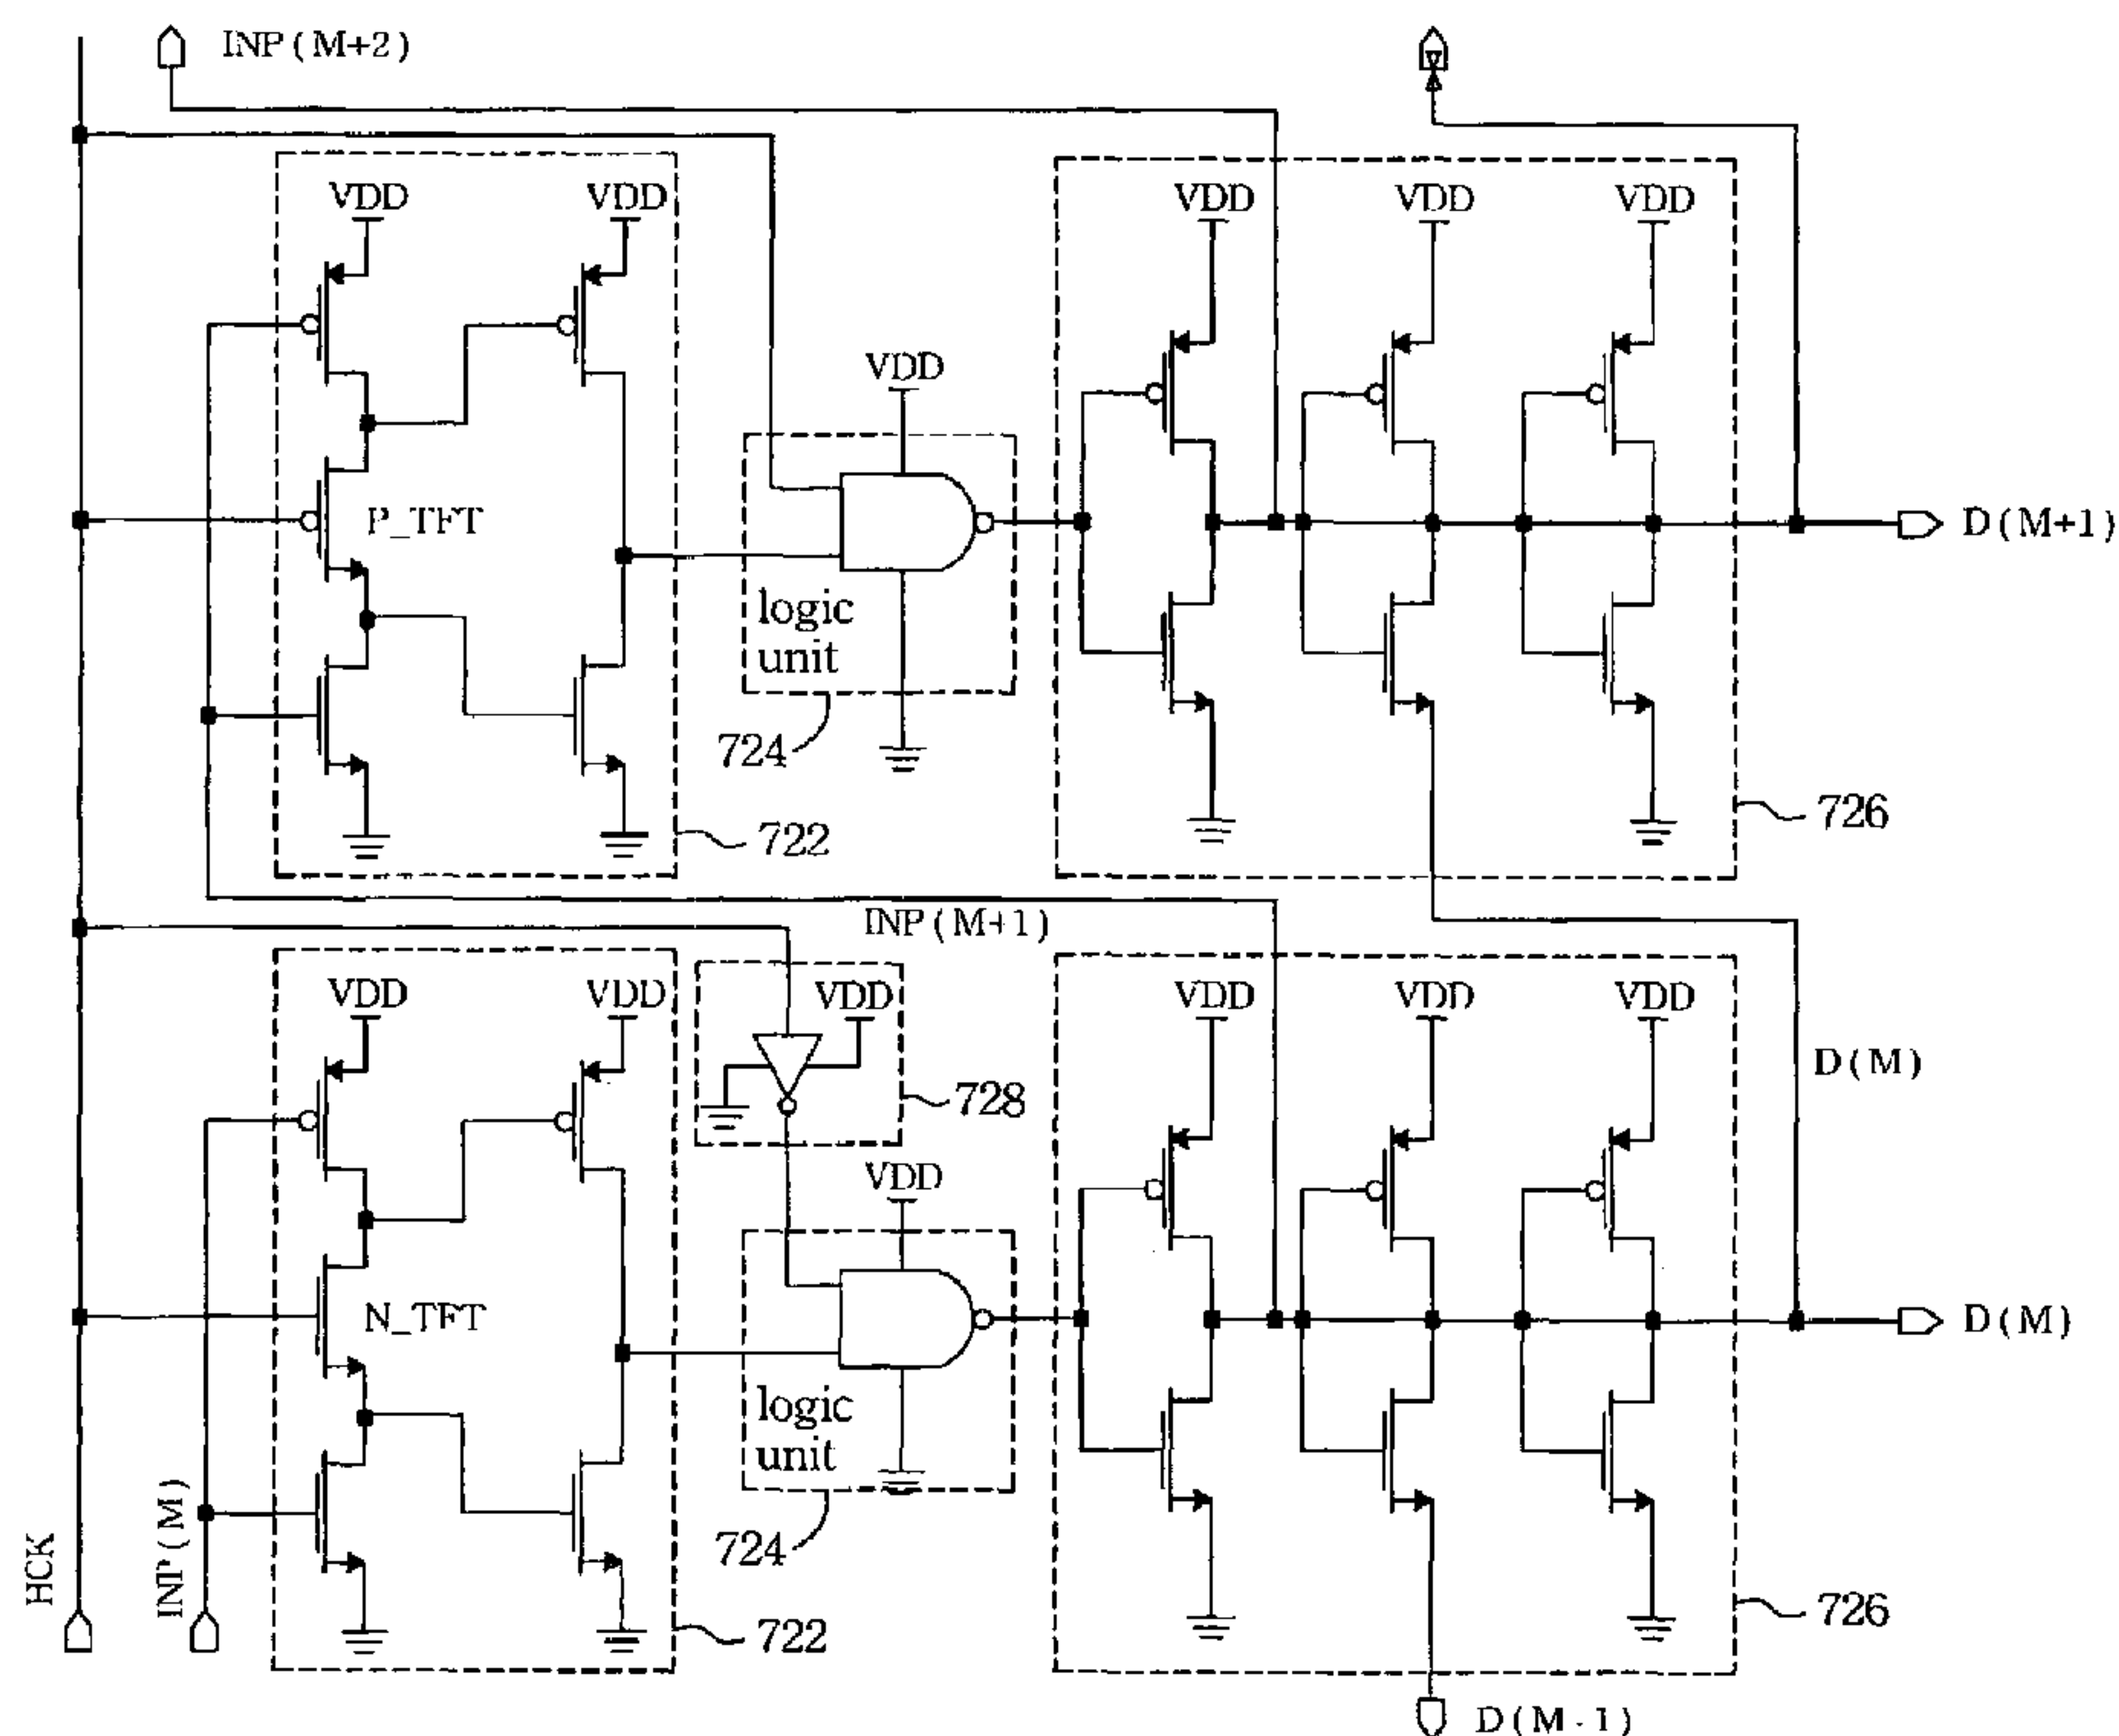 INP(M+2)
VDD
VDD
VDD
VDD
VDD
VDD
P_TFT
D(M+1)
logic
unit
724
722
726
INP(M+1)
VDD
VDD
VDD
VDD
VDD
VDD
D(M)
728
VDD
N_TFT
D(M)
logic
unit
724
HCK
INP(M)
722
726
D(M-1)